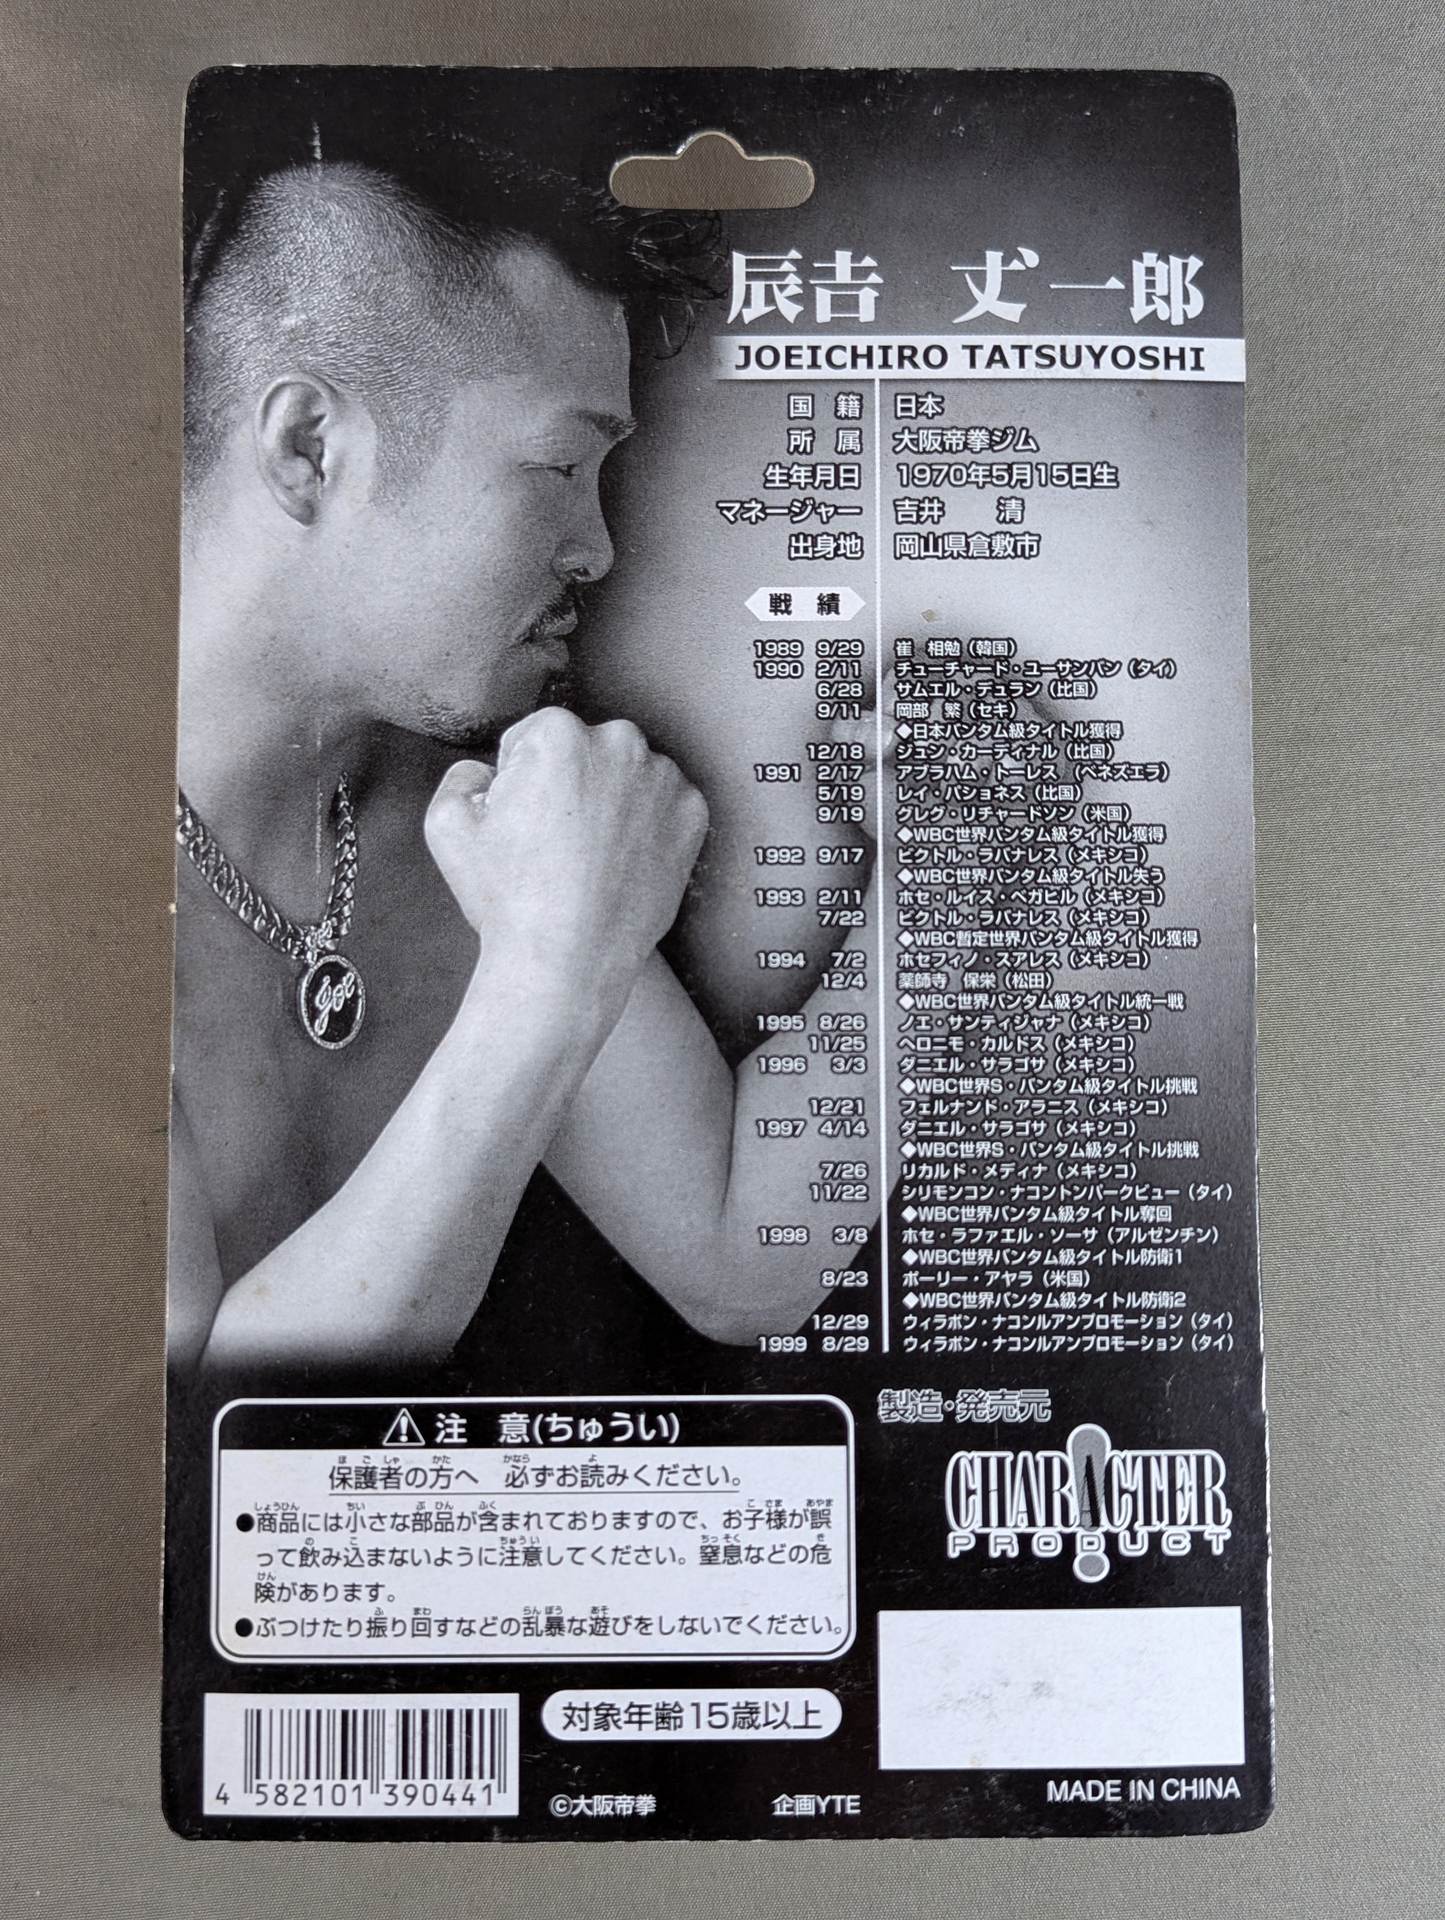 辰吉 丈一郎
JOEICHIRO TATSUYOSHI
国籍 日本
所属 大阪帝拳ジム
生年月日 1970年5月15日生
マネージャー 吉井 清
出身地 岡山県倉敷市
戦績
1989 9/29 崔 相勉（韓国）
1990 2/11 チューチャード・ユーサンパン（タイ）
6/28 サムエル・デュラン（比国）
9/11 岡部 繁（セキ）
◆日本バンタム級タイトル獲得
12/18 ジュン・カーディナル（比国）
1991 2/17 アブラハム・トーレス（ベネズエラ）
5/19 レイ・パショネス（比国）
9/19 グレグ・リチャードソン（米国）
◆WBC世界バンタム級タイトル獲得
1992 9/17 ビクトル・ラバナレス（メキシコ）
◆WBC世界バンタム級タイトル失う
1993 2/11 ホセ・ルイス・ベガヒル（メキシコ）
7/22 ビクトル・ラバナレス（メキシコ）
◆WBC暫定世界バンタム級タイトル獲得
1994 7/2 ホセフィノ・スアレス（メキシコ）
12/4 薬師寺 保栄（松田）
◆WBC世界バンタム級タイトル統一戦
1995 8/26 ノエ・サンティジャナ（メキシコ）
11/25 ヘロニモ・カルドス（メキシコ）
1996 3/3 ダニエル・サラゴサ（メキシコ）
◆WBC世界S・バンタム級タイトル挑戦
12/21 フェルナンド・アラニス（メキシコ）
1997 4/14 ダニエル・サラゴサ（メキシコ）
◆WBC世界S・バンタム級タイトル挑戦
7/26 リカルド・メディナ（メキシコ）
11/22 シリモンコン・ナコントンパークビュー（タイ）
◆WBC世界バンタム級タイトル奪回
1998 3/8 ホセ・ラファエル・ソーサ（アルゼンチン）
◆WBC世界バンタム級タイトル防衛1
8/23 ポーリー・アヤラ（米国）
◆WBC世界バンタム級タイトル防衛2
12/29 ウィラポン・ナコンルアンプロモーション（タイ）
1999 8/29 ウィラポン・ナコンルアンプロモーション（タイ）
Joe
⚠注 意(ちゅうい)
保護者の方へ 必ずお読みください。
●商品には小さな部品が含まれておりますので、お子様が誤
って飲み込まないように注意してください。窒息などの危
険があります。
●ぶつけたり振り回すなどの乱暴な遊びをしないでください。
製造・発売元
CHARACTER
PRODUCT
対象年齢15歳以上
4 582101 390441
©大阪帝拳
企画YTE
MADE IN CHINA